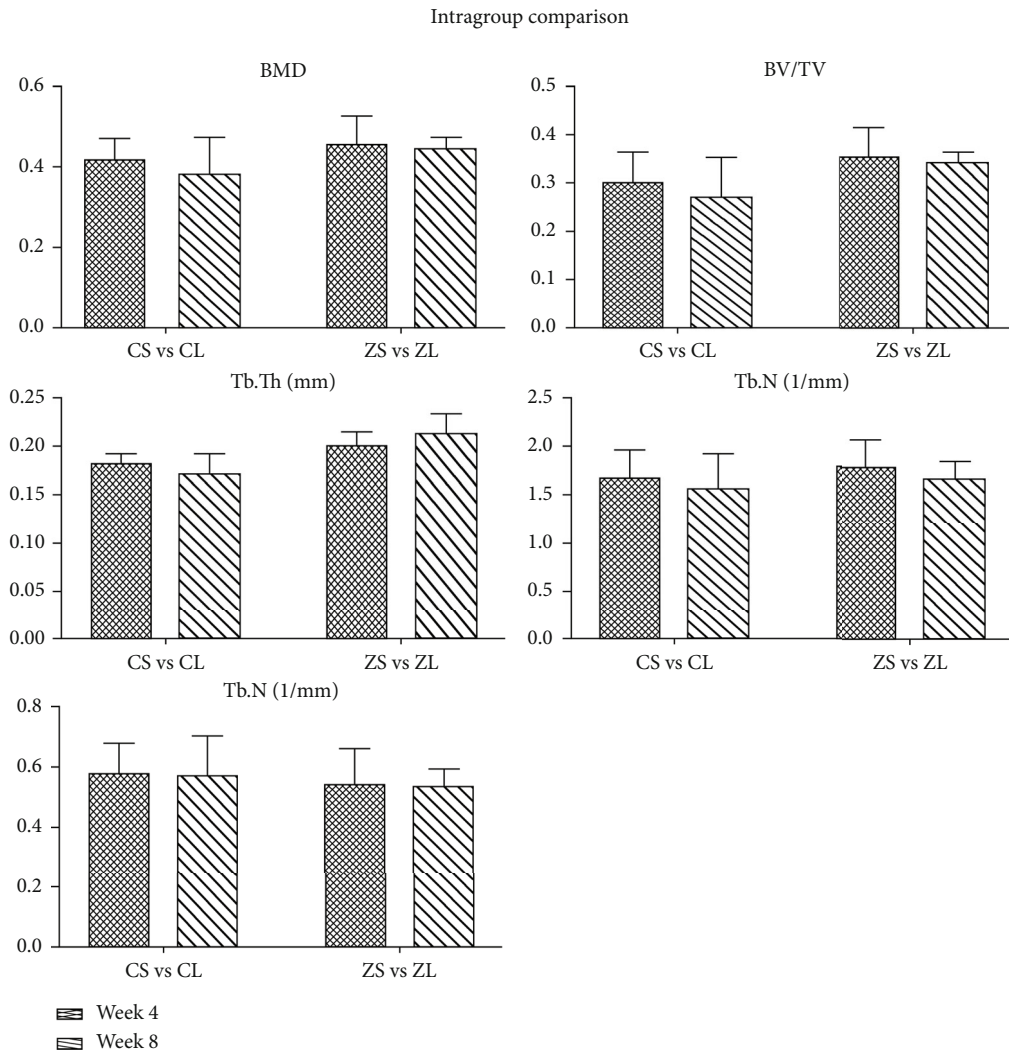 Intragroup comparison
BMD
0.6
0.4
0.2
0.0
CS vs CL
ZS vs ZL
BV/TV
0.5
0.4
0.3
0.2
0.1
0.0
CS vs CL
ZS vs ZL
Tb.Th (mm)
0.25
0.20
0.15
0.10
0.05
0.00
CS vs CL
ZS vs ZL
Tb.N (1/mm)
2.5
2.0
1.5
1.0
0.5
0.0
CS vs CL
ZS vs ZL
Tb.N (1/mm)
0.8
0.6
0.4
0.2
0.0
CS vs CL
ZS vs ZL
Week 4
Week 8